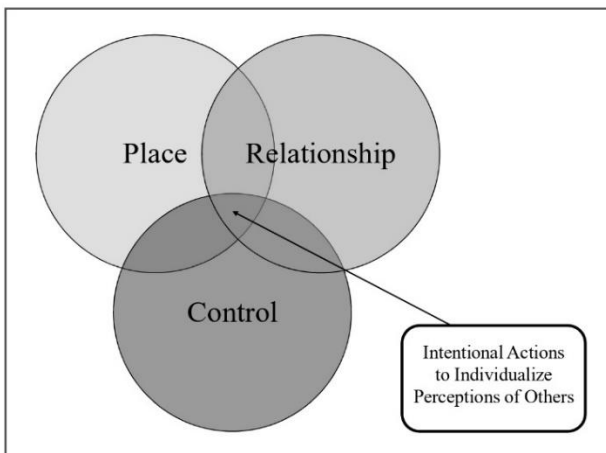 Place
Relationship
Control
Intentional Actions
to Individualize
Perceptions of Others